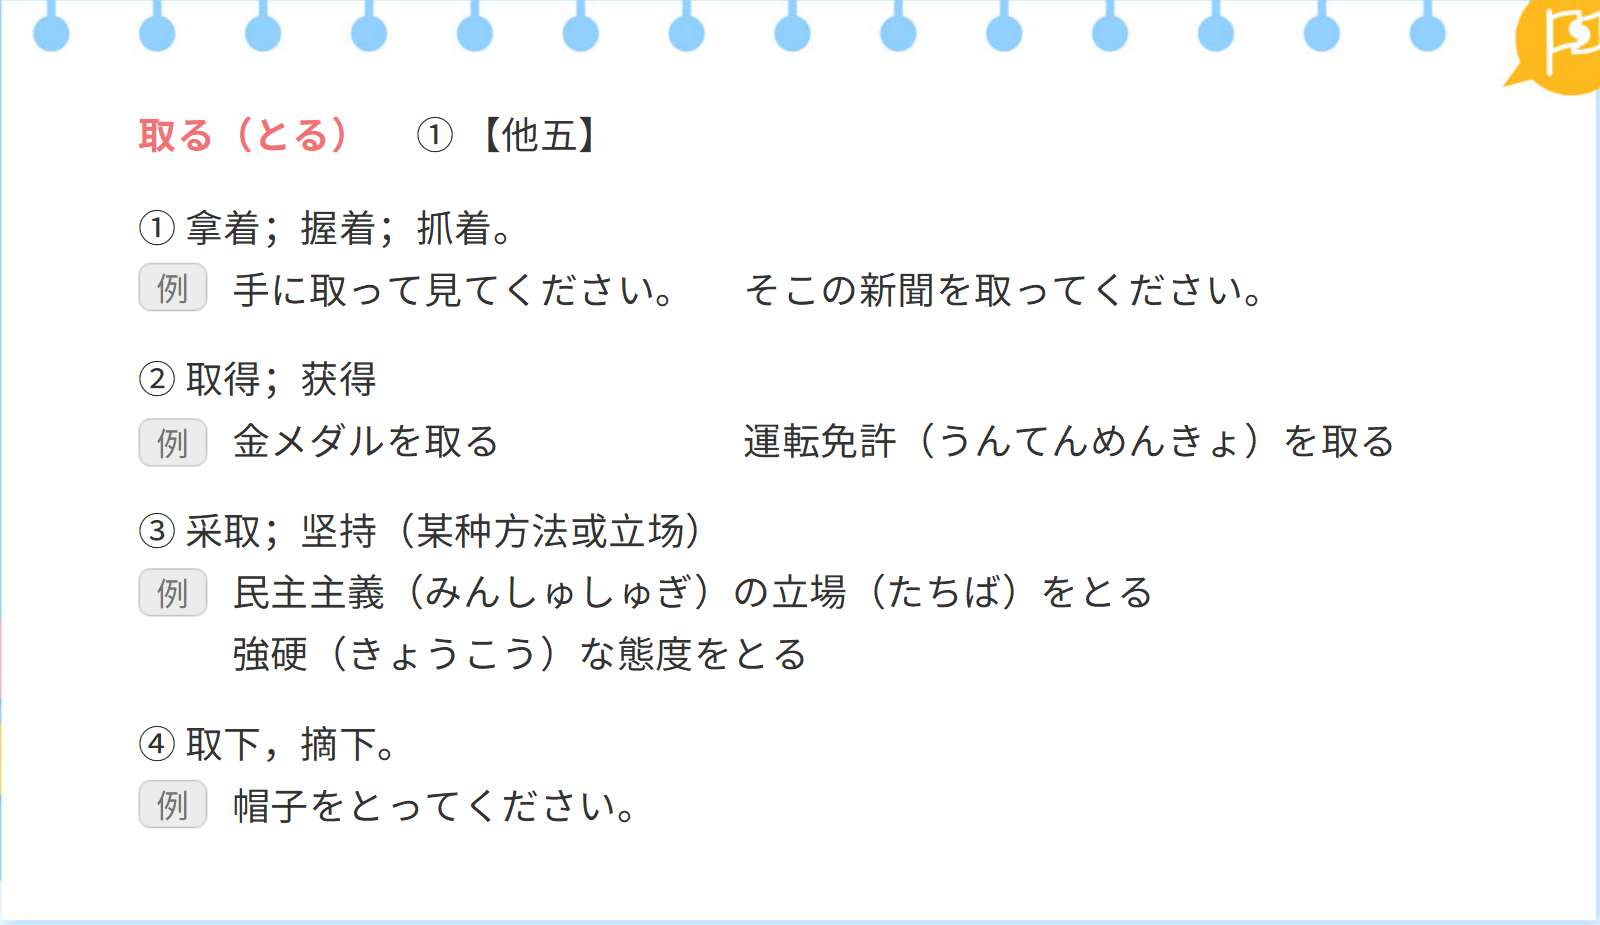 取る（とる） ① 【他五】
① 拿着；握着；抓着。
例 手に取って見てください。 そこの新聞を取ってください。
② 取得；获得
例 金メダルを取る 運転免許（うんてんめんきょ）を取る
③ 采取；坚持（某种方法或立场）
例 民主主義（みんしゅしゅぎ）の立場（たちば）をとる
強硬（きょうこう）な態度をとる
④ 取下，摘下。
例 帽子をとってください。